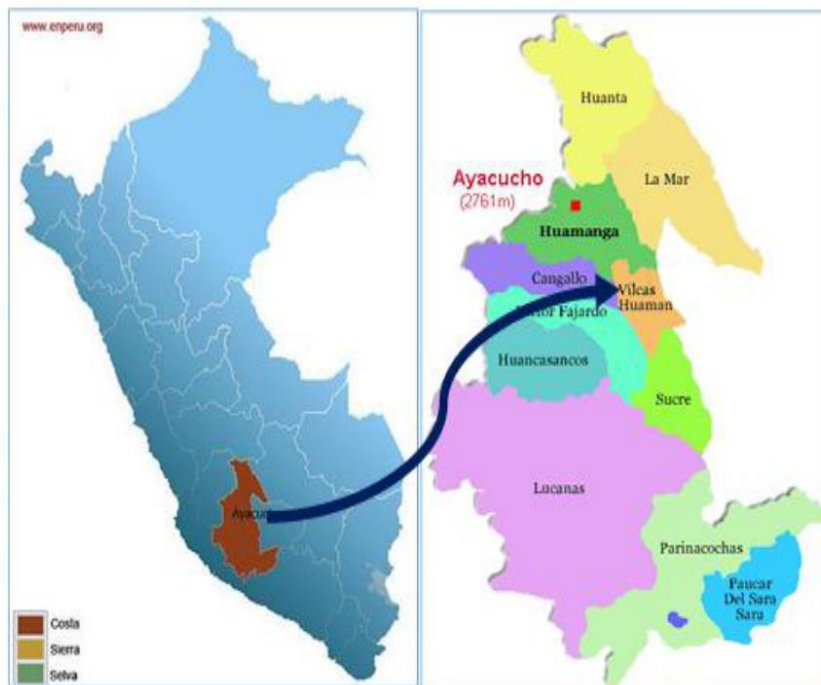 www.enperu.org
Costa
Sierra
Selva
Huanta
La Mar
Ayacucho
(2761m)
Huamanga
Cangallo
Vilcas
Huaman
Fajardo
Huancasancos
Sucre
Lucanas
Parinacochas
Paucar
Del Sara
Sara